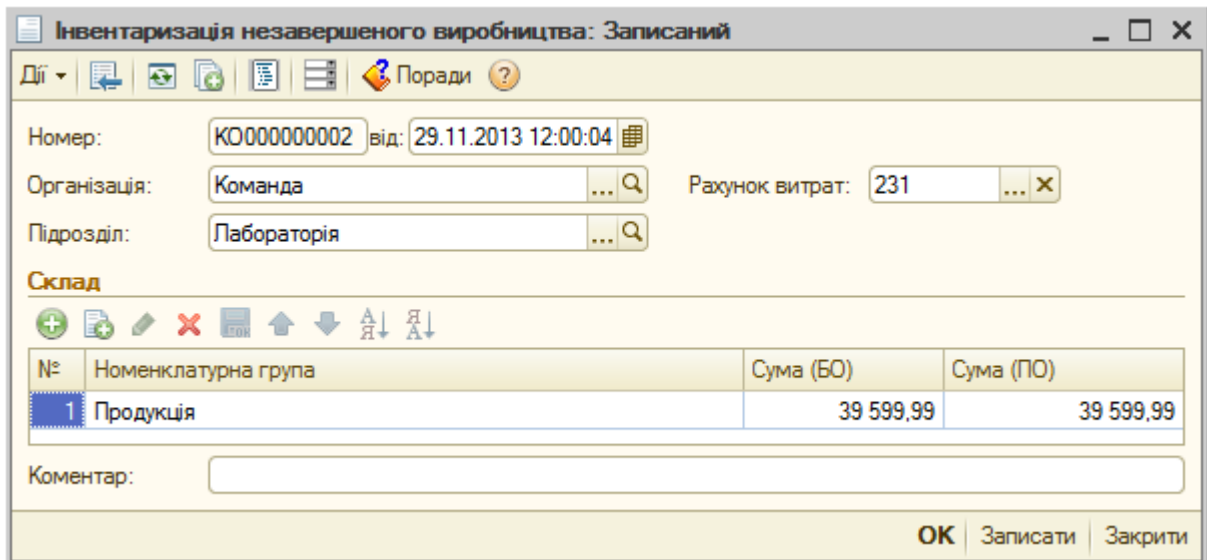 Інвентаризація незавершеного виробництва: Записаний
Дії Поради
Номер: КО000000002 від: 29.11.2013 12:00:04
Організація: Команда ... Рахунок витрат: 231 ...
Підрозділ: Лабораторія ...
Склад
№ Номенклатурна група Сума (БО) Сума (ПО)
1 Продукція 39 599,99 39 599,99
Коментар:
OK Записати Закрити